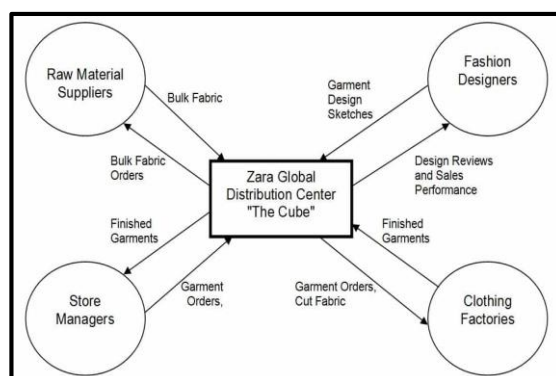 Raw Material
Suppliers
Fashion
Designers
Bulk Fabric
Garment
Design
Sketches
Bulk Fabric
Orders
Zara Global
Distribution Center
"The Cube"
Design Reviews
and Sales
Performance
Finished
Garments
Finished
Garments
Store
Managers
Garment
Orders,
Garment Orders,
Cut Fabric
Clothing
Factories